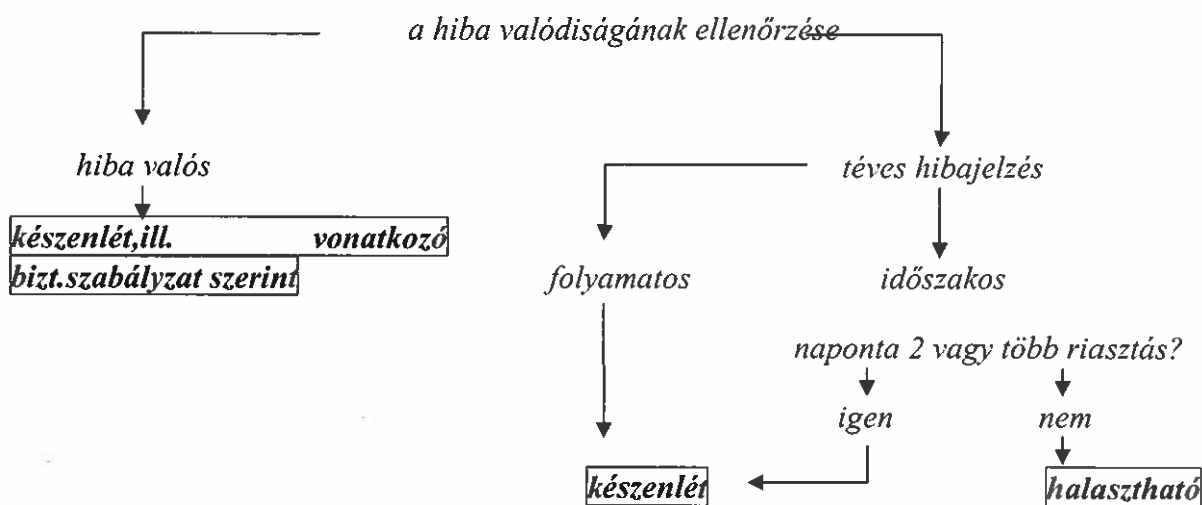 a hiba valódiságának ellenőrzése
hiba valós
téves hibajelzés
készenlét,ill. vonatkozó
bizt.szabályzat szerint
folyamatos
időszakos
naponta 2 vagy több riasztás?
igen
nem
készenlét
halasztható